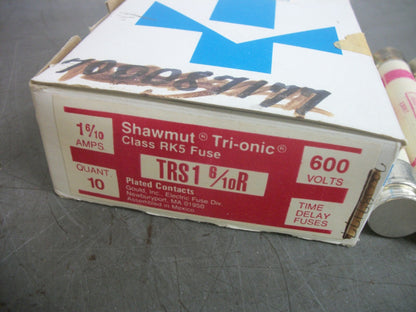 1 6/10
AMPS.
QUANT
10
Shawmut® Tri-onic®
Class RK5 Fuse
TRS1 6/10R
Plated Contacts
Gould, Inc. Electric Fuse Div.
Newburyport, MA 01950
Assembled in Mexico
600
VOLTS
TIME
DELAY
FUSES